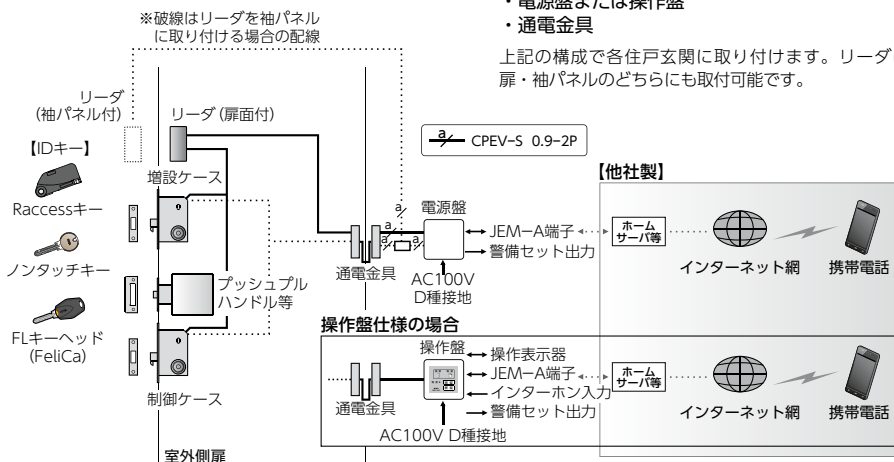 ・電源盤または操作盤
・通電金具
上記の構成で各住戸玄関に取り付けます。リーダ
扉・袖パネルのどちらにも取付可能です。
※破線はリーダを袖パネル
に取り付ける場合の配線
リーダ
(袖パネル付)
リーダ (扉面付)
【IDキー】
Raccessキー
ノンタッチキー
FLキーヘッド
(FeliCa)
増設ケース
プッシュプル
ハンドル等
制御ケース
室外側扉
a CPEV-S 0.9-2P
a
a
a
a
通電金具
電源盤
JEM-A端子
警備セット出力
AC100V
D種接地
【他社製】
ホーム
サーバ等
インターネット網
携帯電話
操作盤仕様の場合
操作盤
操作表示器
JEM-A端子
インターホン入力
警備セット出力
通電金具
AC100V D種接地
ホーム
サーバ等
インターネット網
携帯電話